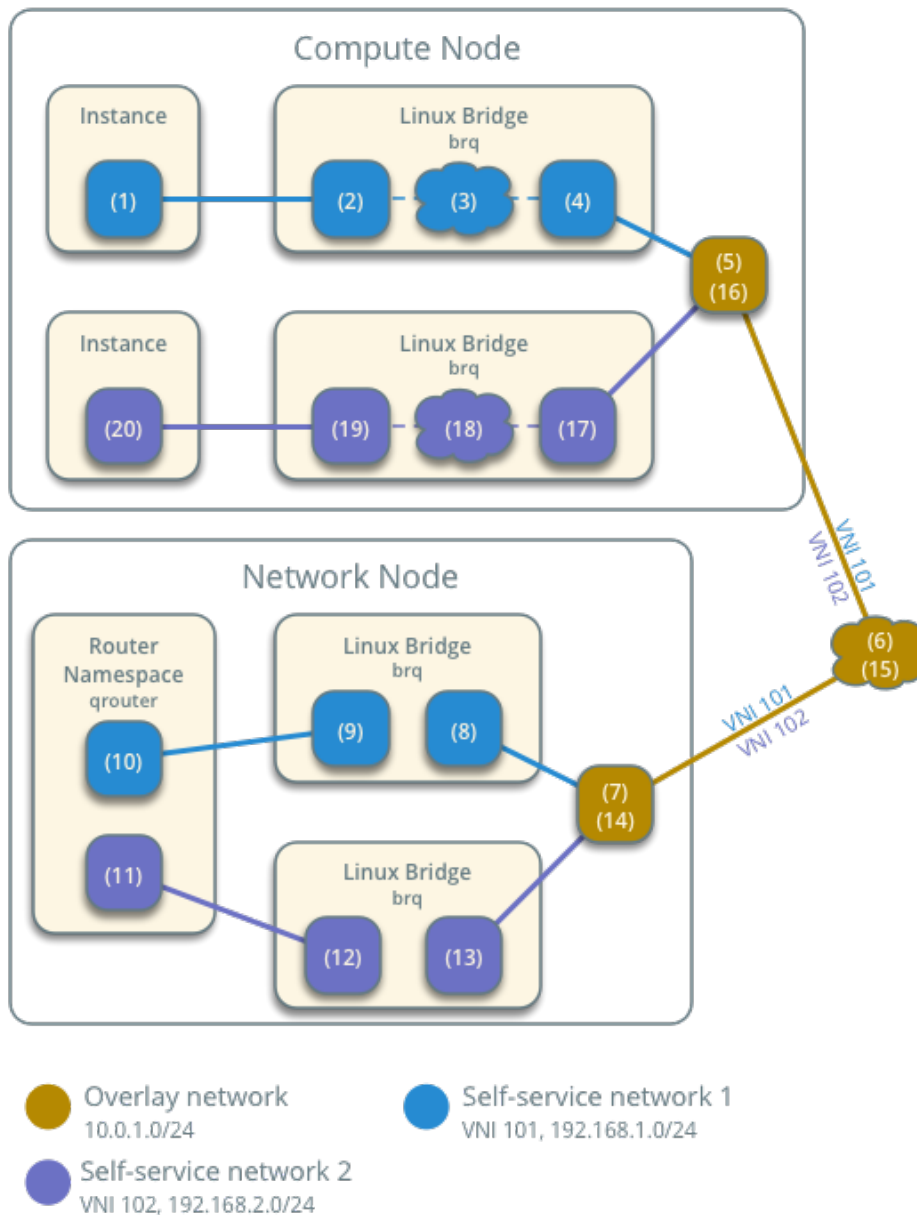 Compute Node
Instance
Linux Bridge
brq
(1)
(2)
(3)
(4)
(5)
(16)
Instance
Linux Bridge
brq
(20)
(19)
(18)
(17)
VNI 101
VNI 102
Network Node
Router
Namespace
qrouter
Linux Bridge
brq
(6)
(15)
VNI 101
VNI 102
(10)
(9)
(8)
(7)
(14)
(11)
Linux Bridge
brq
(12)
(13)
Overlay network
10.0.1.0/24
Self-service network 1
VNI 101, 192.168.1.0/24
Self-service network 2
VNI 102, 192.168.2.0/24